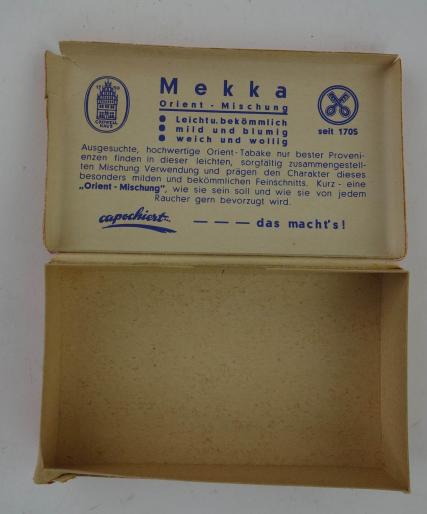 Mekka
Orient - Mischung
Leicht u. bekömmlich
mild und blumig
weich und wollig
seit 1705
Ausgesuchte, hochwertige Orient-Tabake nur bester Proveni-
enzen finden in dieser leichten, sorgfältig zusammengestell-
ten Mischung Verwendung und prägen den Charakter dieses
besonders milden und bekömmlichen Feinschnitts. Kurz - eine
„Orient - Mischung", wie sie sein soll und wie sie von jedem
Raucher gern bevorzugt wird.
capochiert
— — — das macht's!